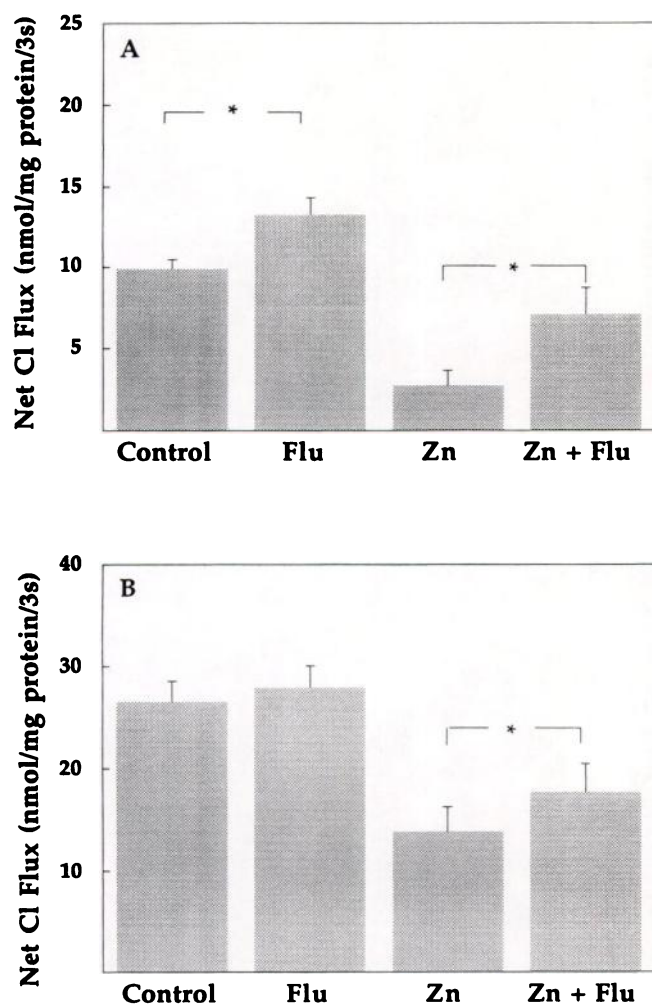 Net Cl Flux (nmol/mg protein/3s)
A
25
20
15
10
5
*
*
Control Flu Zn Zn + Flu
Net Cl Flux (nmol/mg protein/3s)
B
40
30
20
10
*
Control Flu Zn Zn + Flu